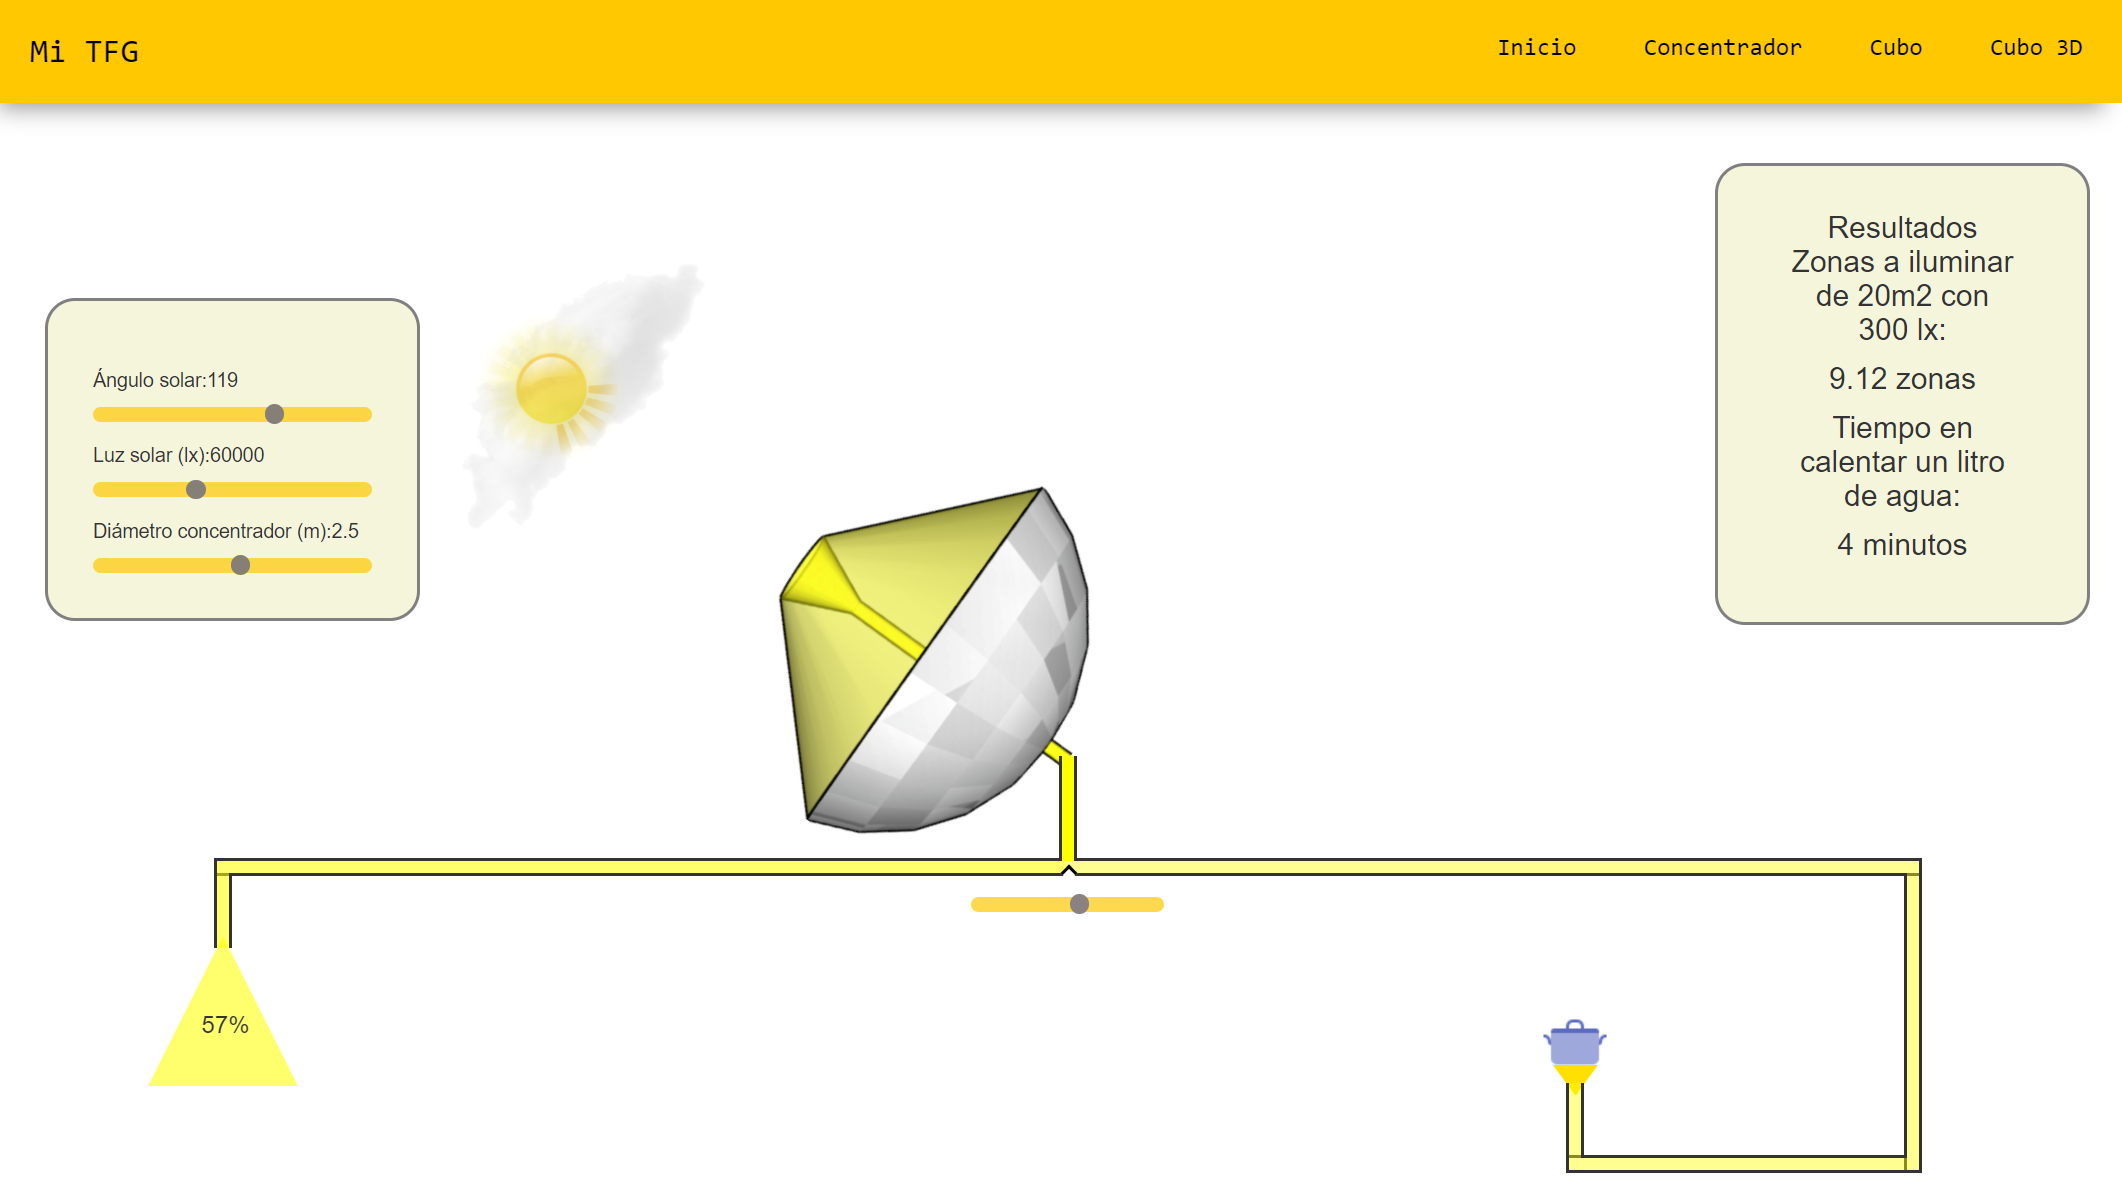 Mi TFG
Inicio
Concentrador
Cubo
Cubo 3D
Ángulo solar:119
Luz solar (lx):60000
Diámetro concentrador (m):2.5
Resultados
Zonas a iluminar
de 20m2 con
300 lx:
9.12 zonas
Tiempo en
calentar un litro
de agua:
4 minutos
57%